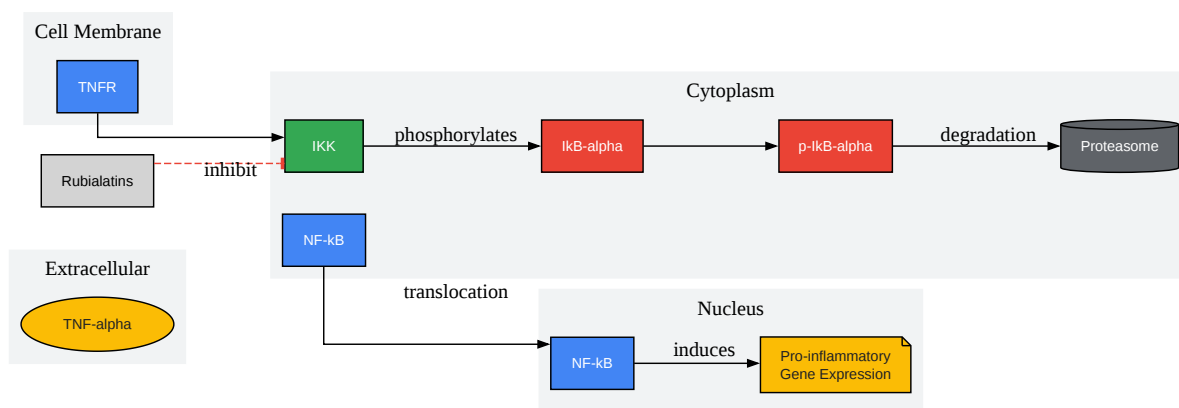 Cell Membrane
TNFR
Cytoplasm
IKK
phosphorylates
IkB-alpha
p-IkB-alpha
degradation
Proteasome
Rubialatins
inhibit
NF-kB
Extracellular
TNF-alpha
translocation
Nucleus
NF-kB
induces
Pro-inflammatory
Gene Expression